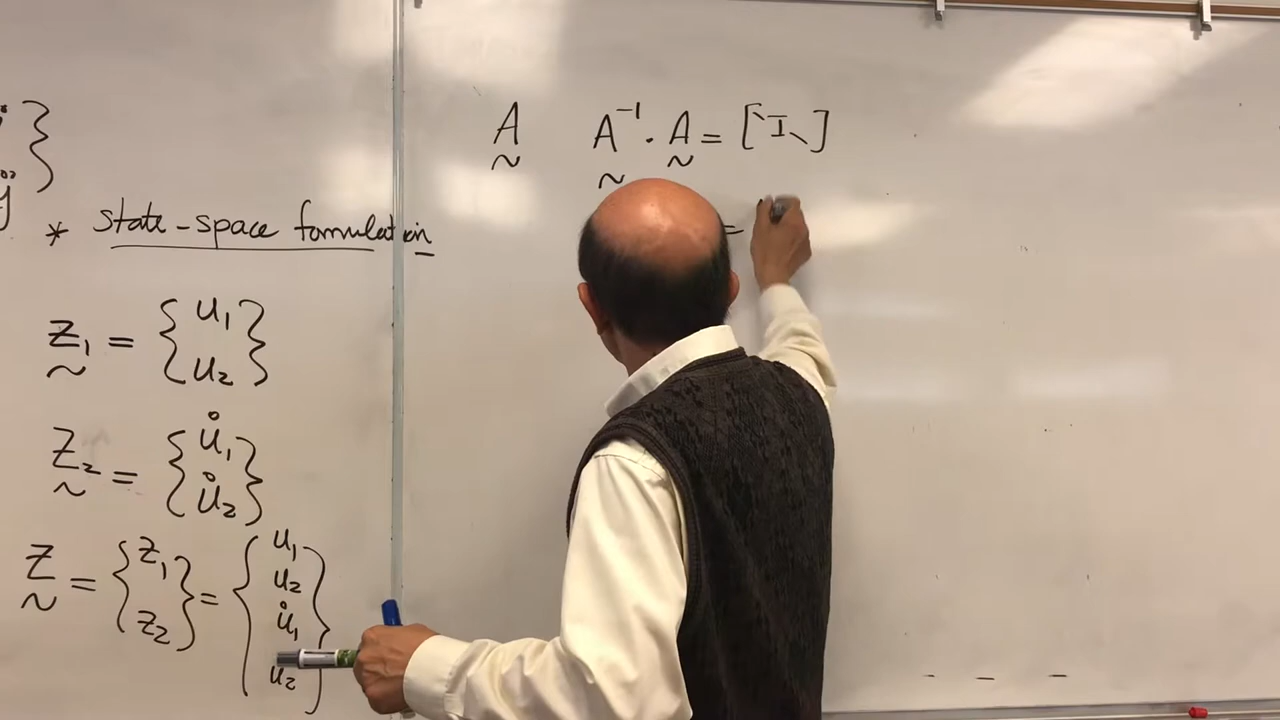 }
ÿ
* state-space formulation
z₁ = { u₁
u₂ }
z₂ = { u̇₁
u̇₂ }
z = { z₁
z₂ } = { u₁
u₂
u̇₁
u₂ }
A A⁻¹ · A = [ I ]
=